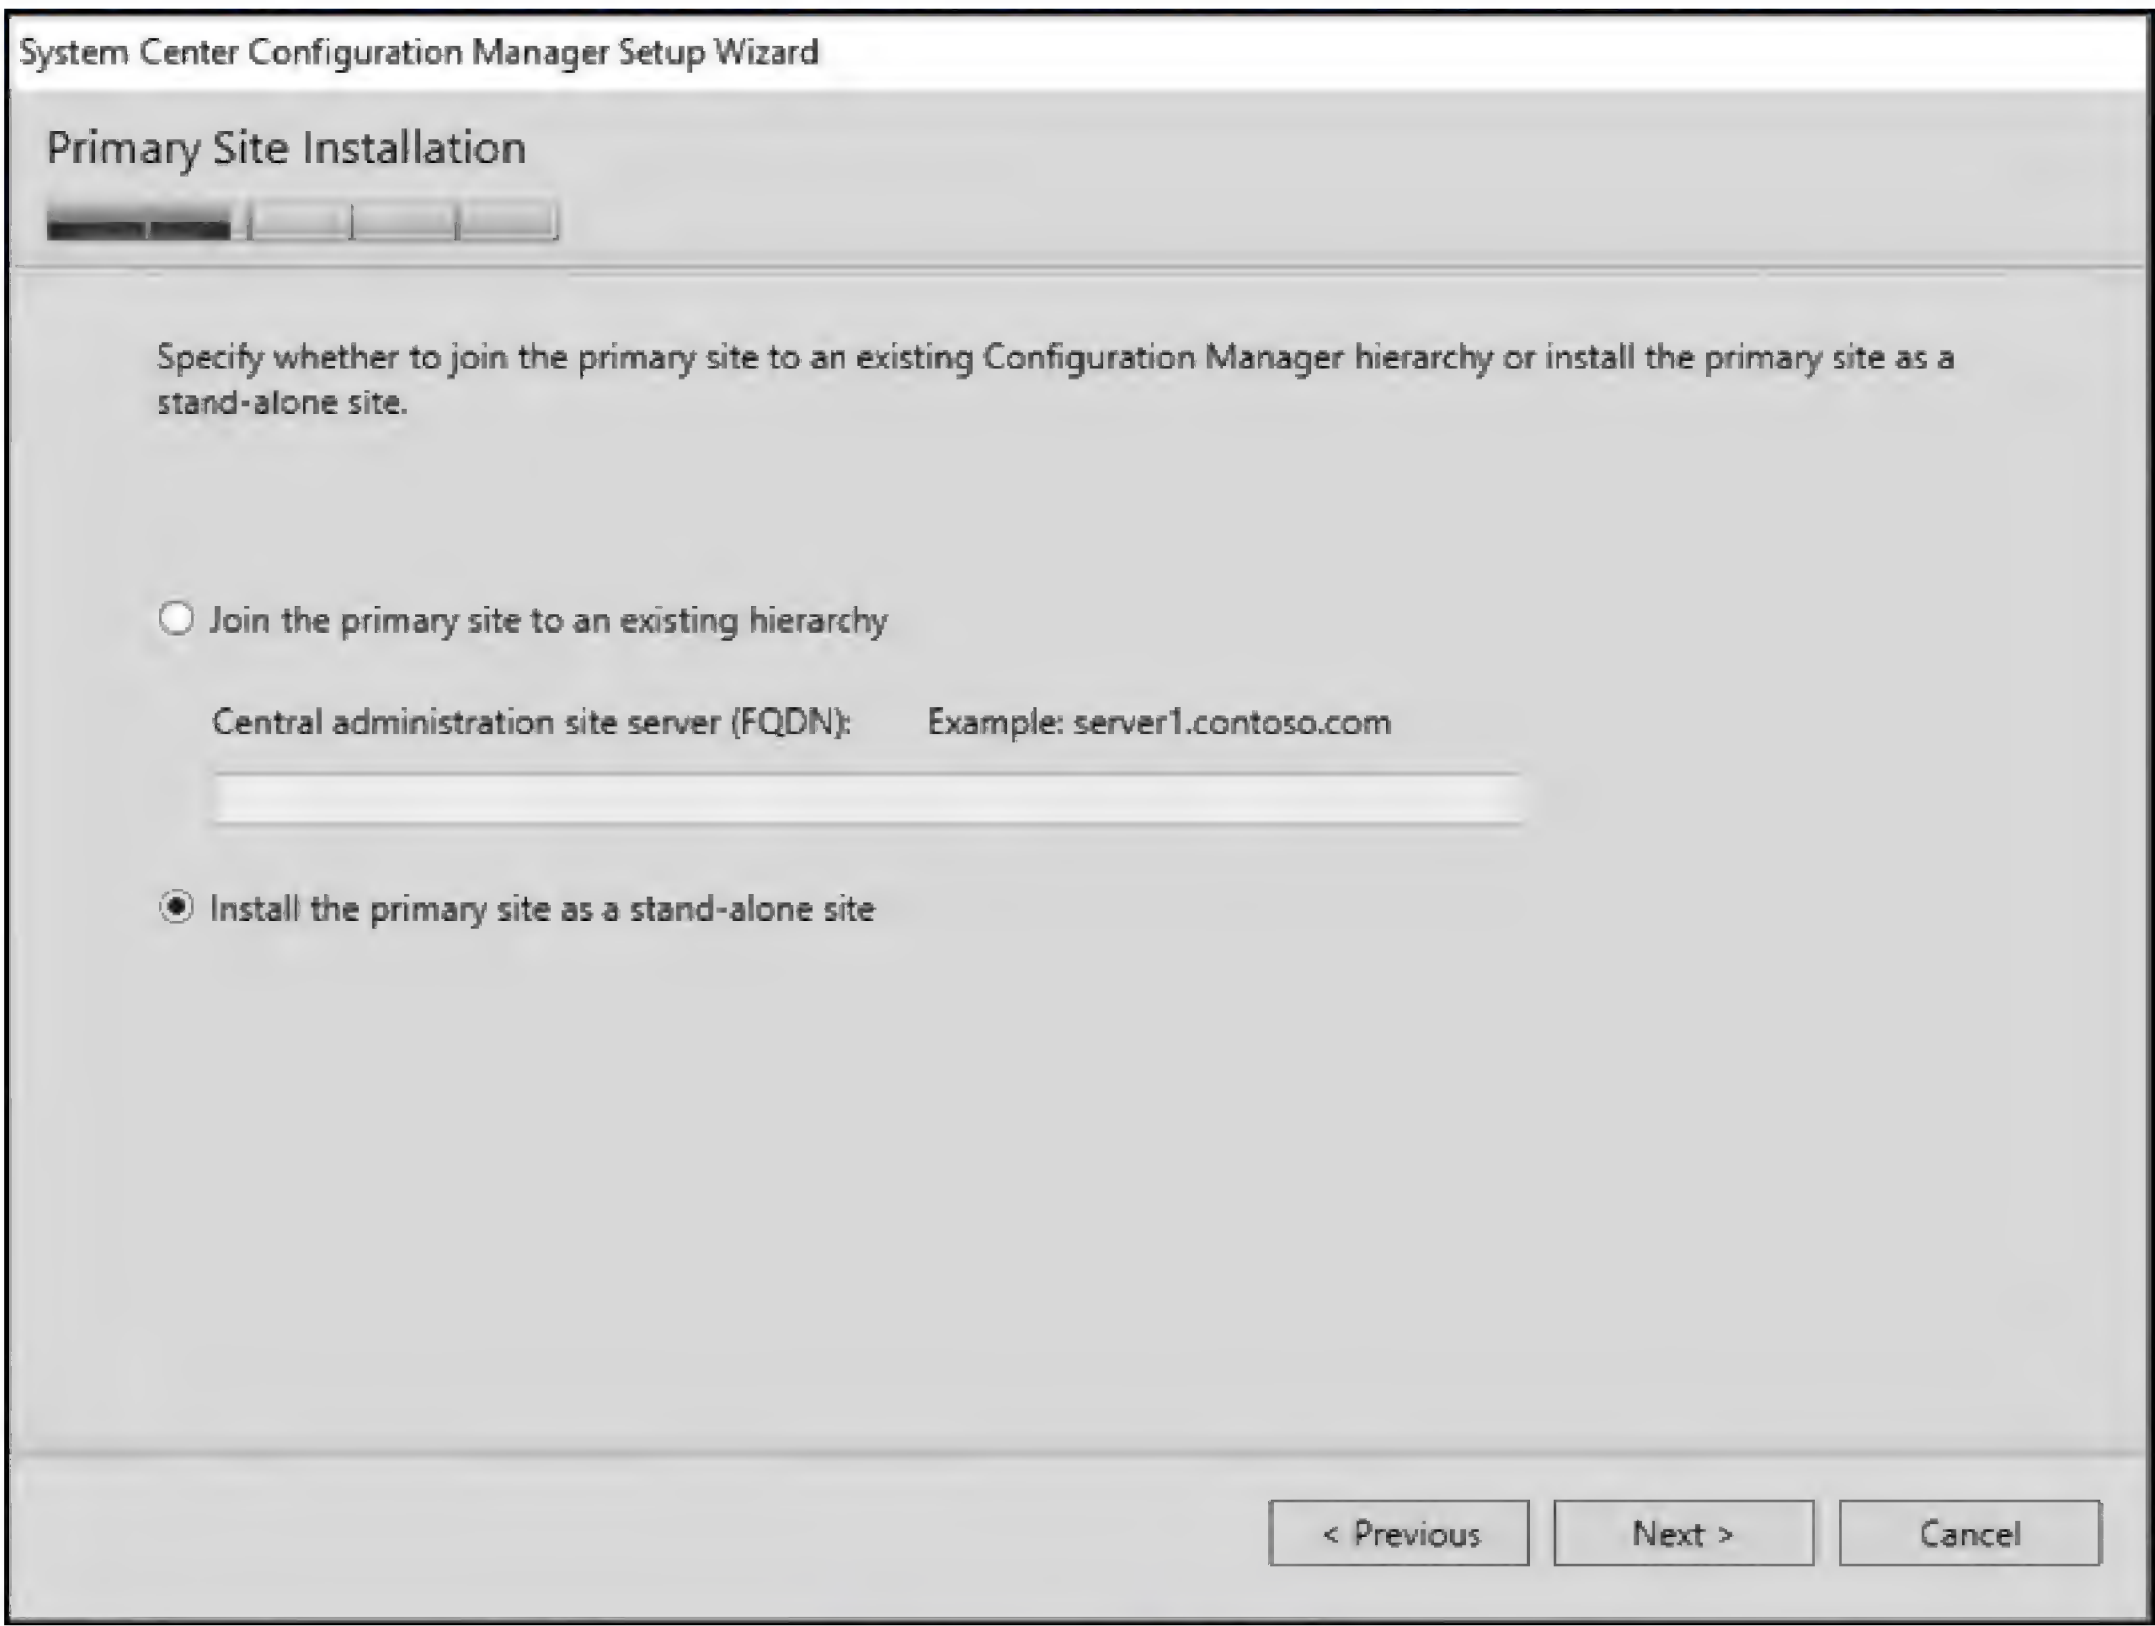 System Center Configuration Manager Setup Wizard
Primary Site Installation
Specify whether to join the primary site to an existing Configuration Manager hierarchy or install the primary site as a
stand-alone site.
Join the primary site to an existing hierarchy
Central administration site server (FQDN): Example: server1.contoso.com
Install the primary site as a stand-alone site
< Previous Next > Cancel